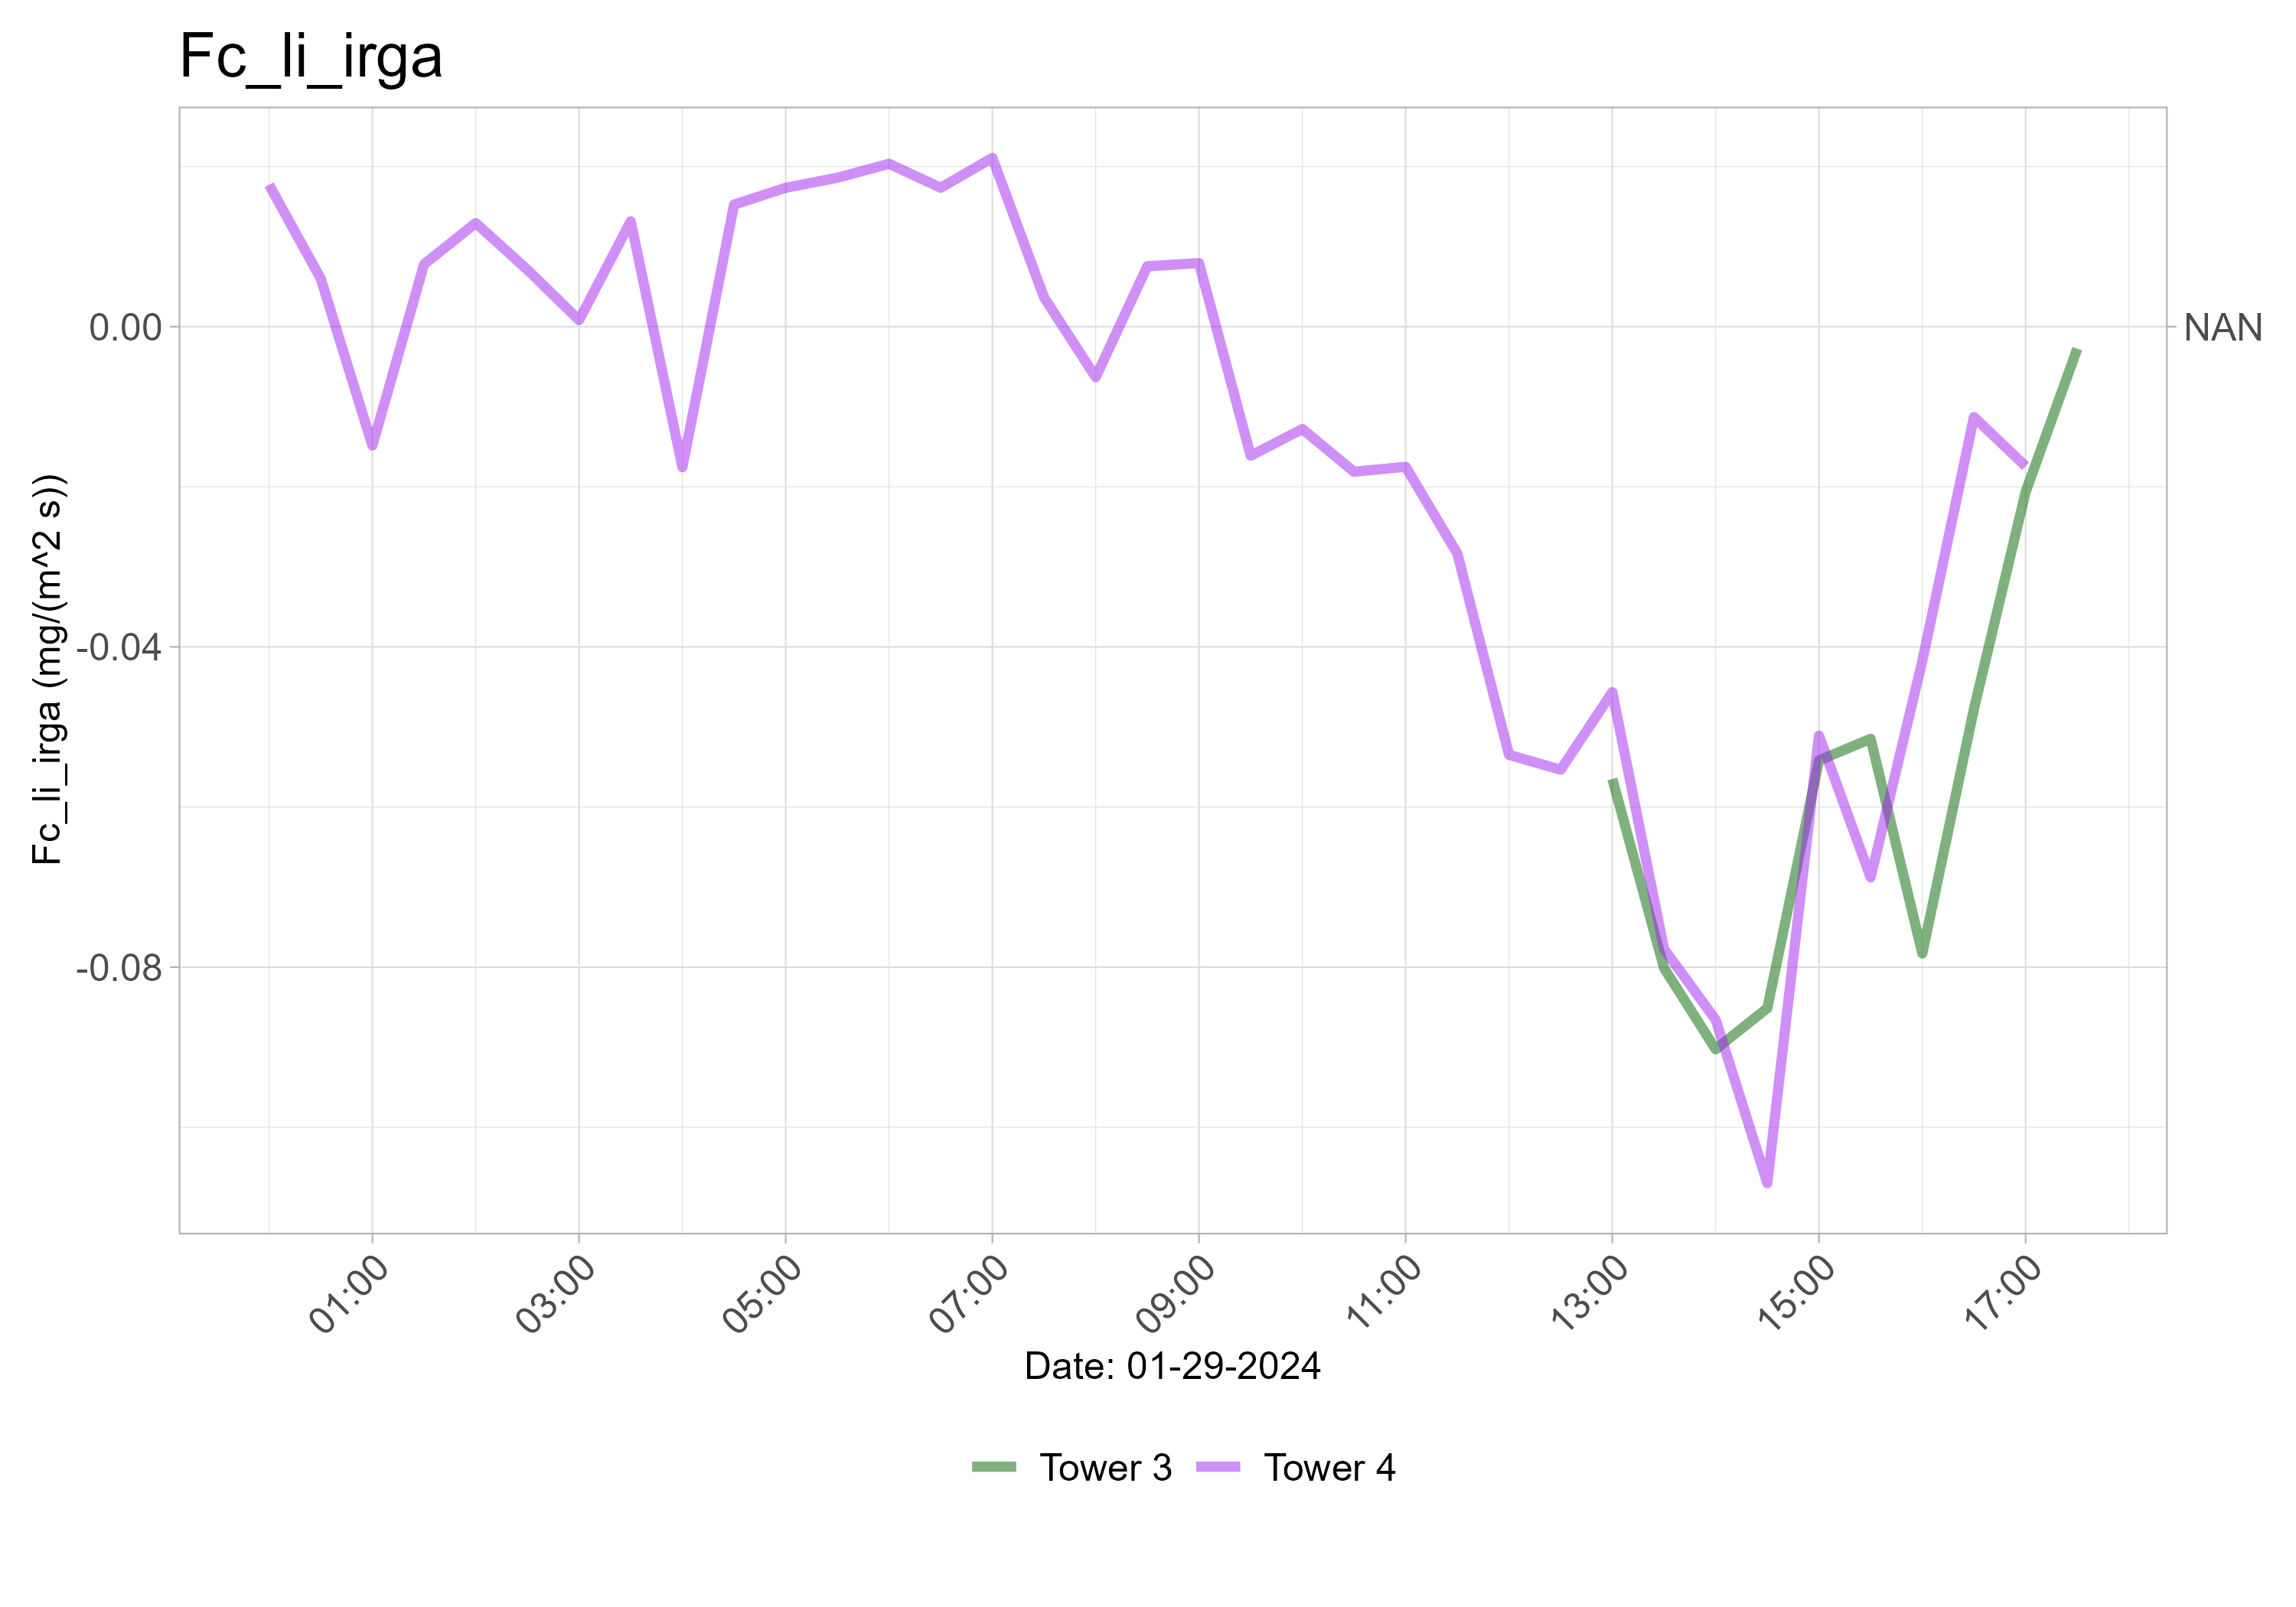 Fc_li_irga
Fc_li_irga (mg/(m^2 s))
0.00
-0.04
-0.08
NAN
01:00
03:00
05:00
07:00
09:00
11:00
13:00
15:00
17:00
Date: 01-29-2024
Tower 3
Tower 4